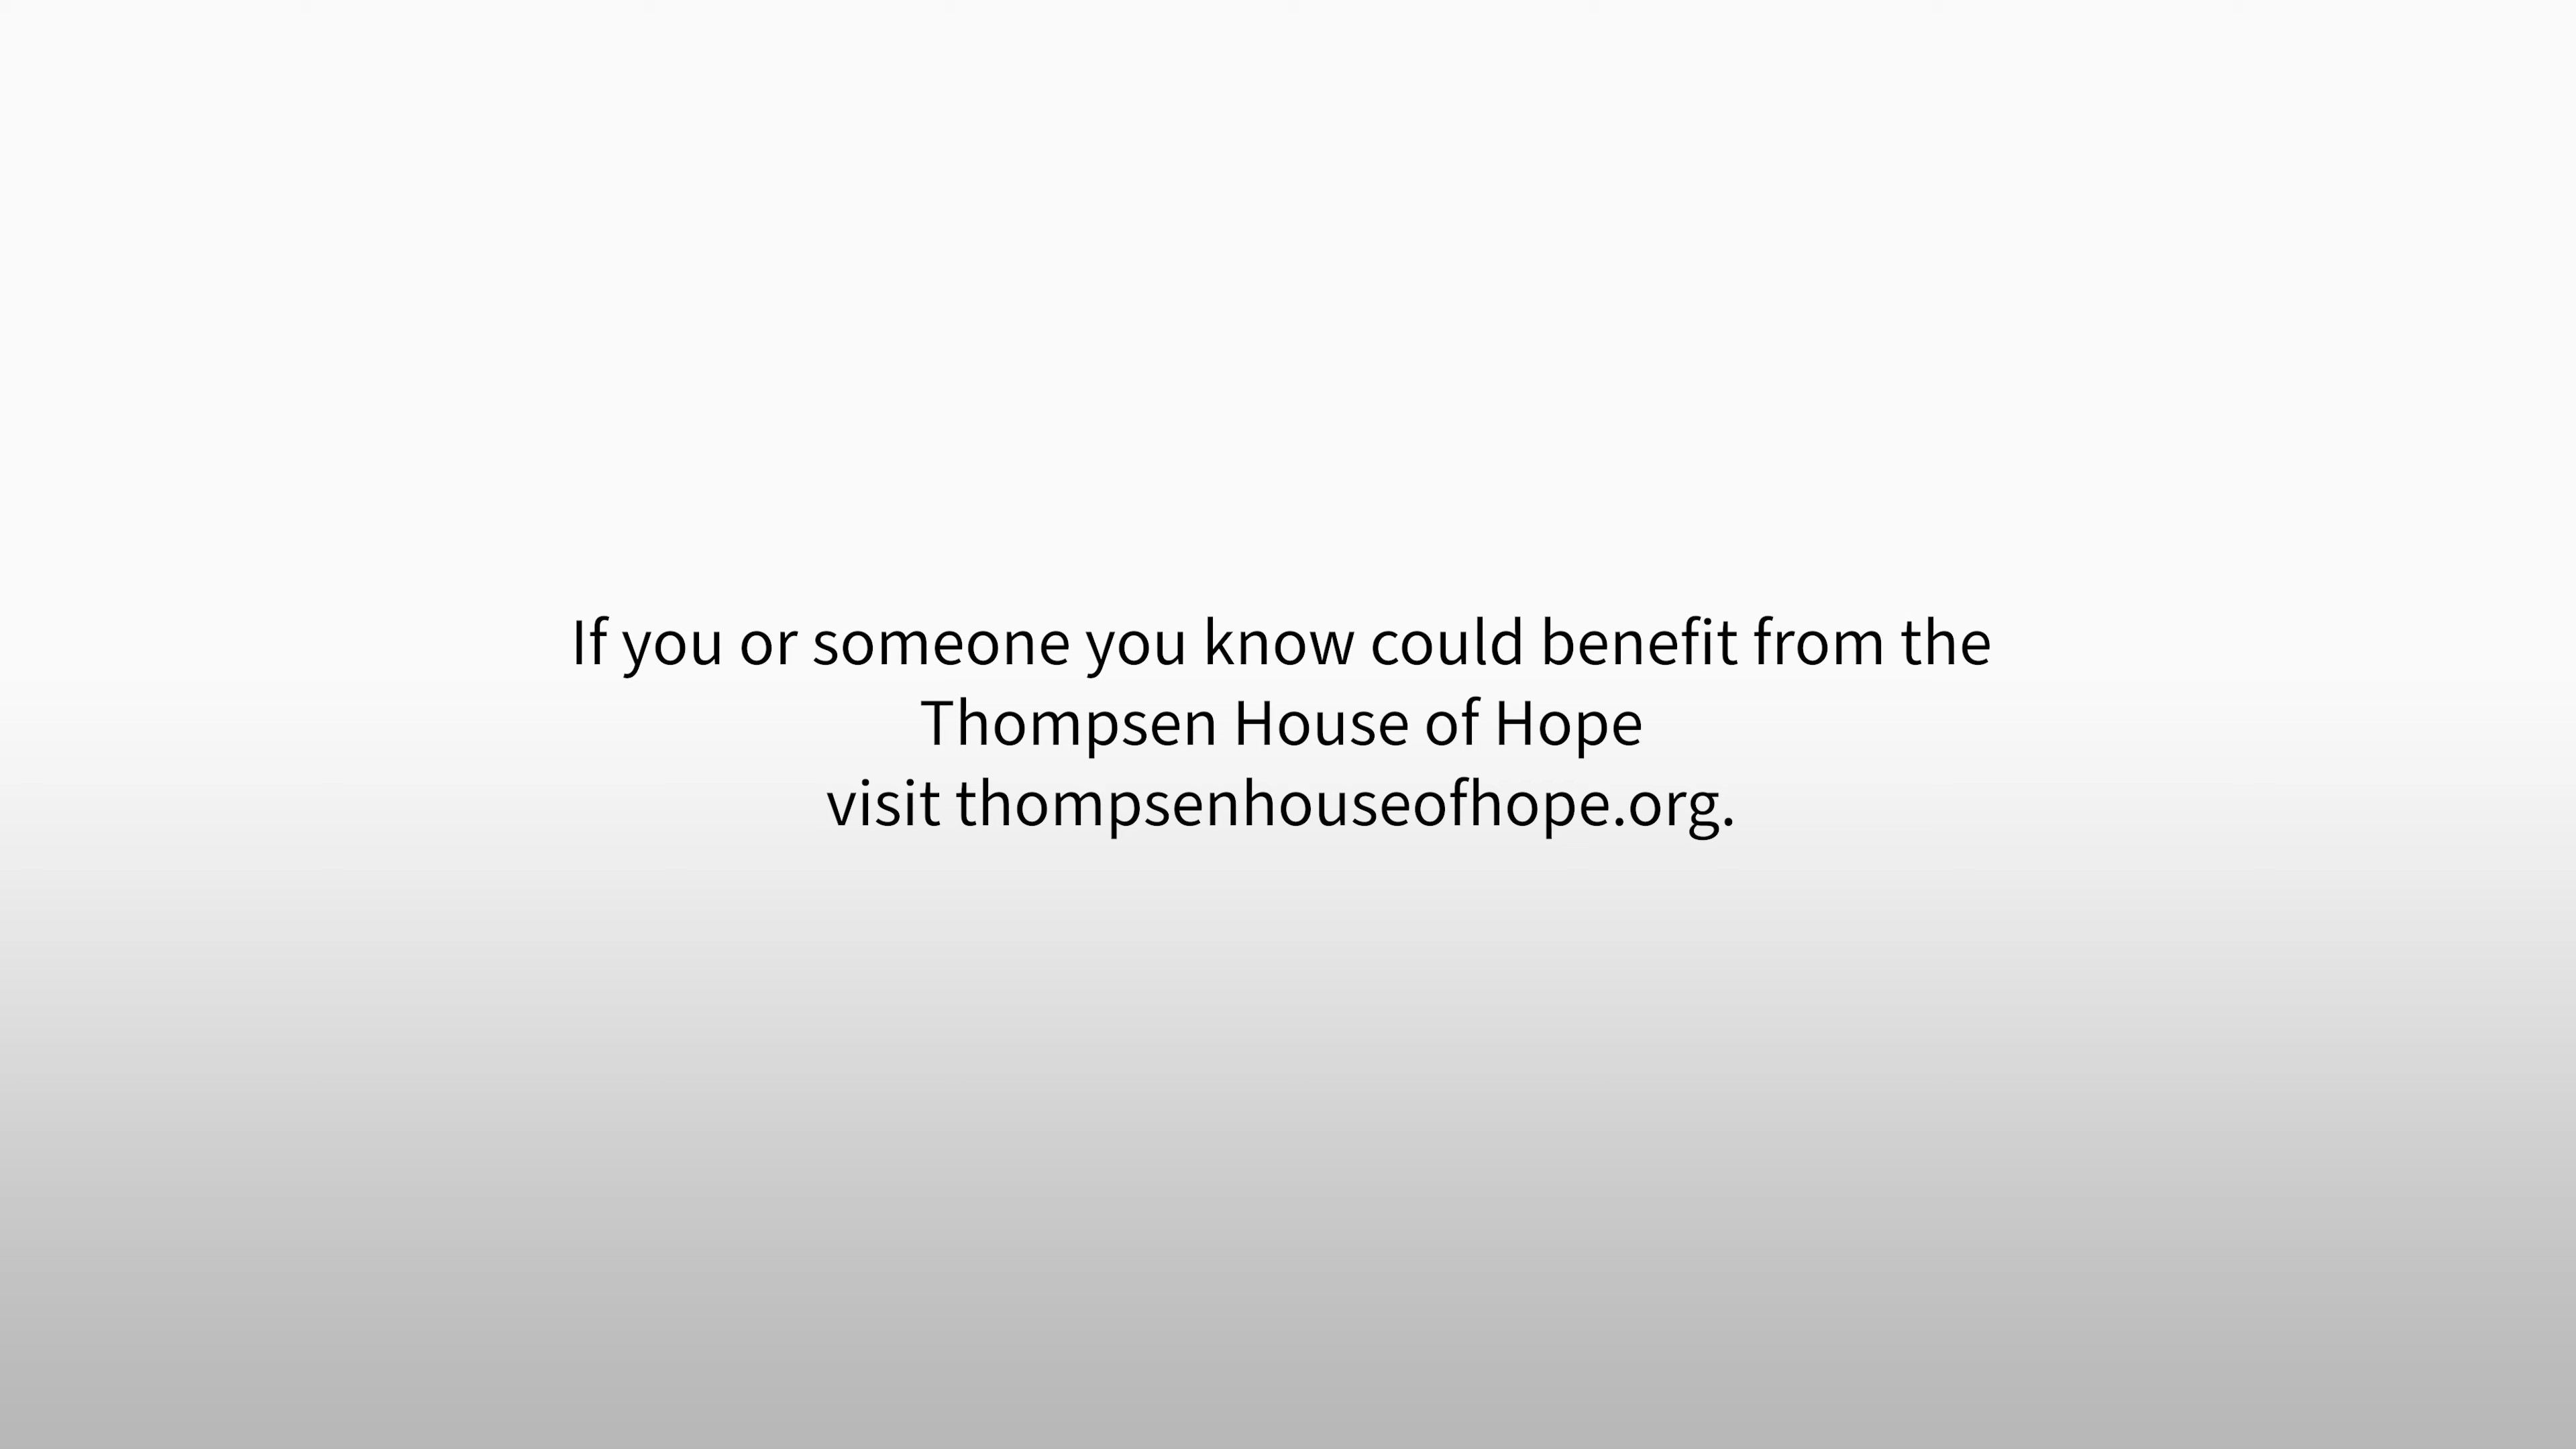 If you or someone you know could benefit from the
Thompsen House of Hope
visit thompsenhouseofhope.org.